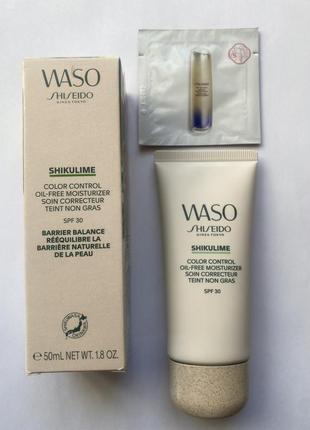 WASO
SHISEIDO
GINZA TOKYO
SHIKULIME
COLOR CONTROL
OIL-FREE MOISTURIZER
SOIN CORRECTEUR
TEINT NON GRAS
SPF 30
BARRIER BALANCE
RÉÉQUILIBRE LA
BARRIÈRE NATURELLE
DE LA PEAU
℮ 50mL NET WT. 1.8 OZ.
WASO
SHISEIDO
GINZA TOKYO
SHIKULIME
COLOR CONTROL
OIL-FREE MOISTURIZER
SOIN CORRECTEUR
TEINT NON GRAS
SPF 30